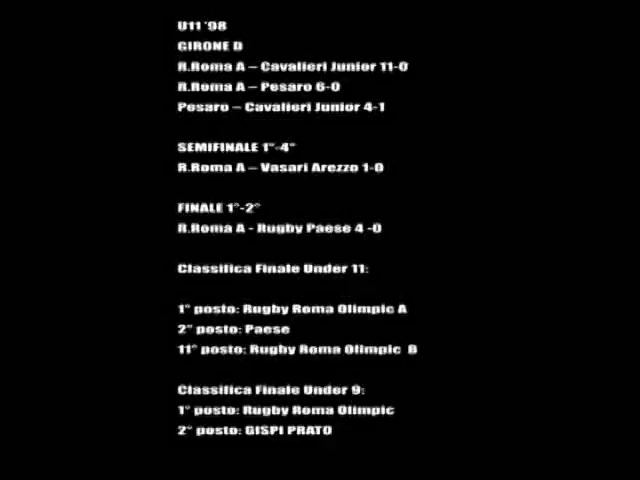 U11 '98
GIRONE D
R.Roma A – Cavalieri Junior 11-0
R.Roma A – Pesaro 6-0
Pesaro – Cavalieri Junior 4-1
SEMIFINALE 1°-4°
R.Roma A – Vasari Arezzo 1-0
FINALE 1°-2°
R.Roma A - Rugby Paese 4 -0
Classifica Finale Under 11:
1° posto: Rugby Roma Olimpic A
2° posto: Paese
11° posto: Rugby Roma Olimpic B
Classifica Finale Under 9:
1° posto: Rugby Roma Olimpic
2° posto: GISPI PRATO